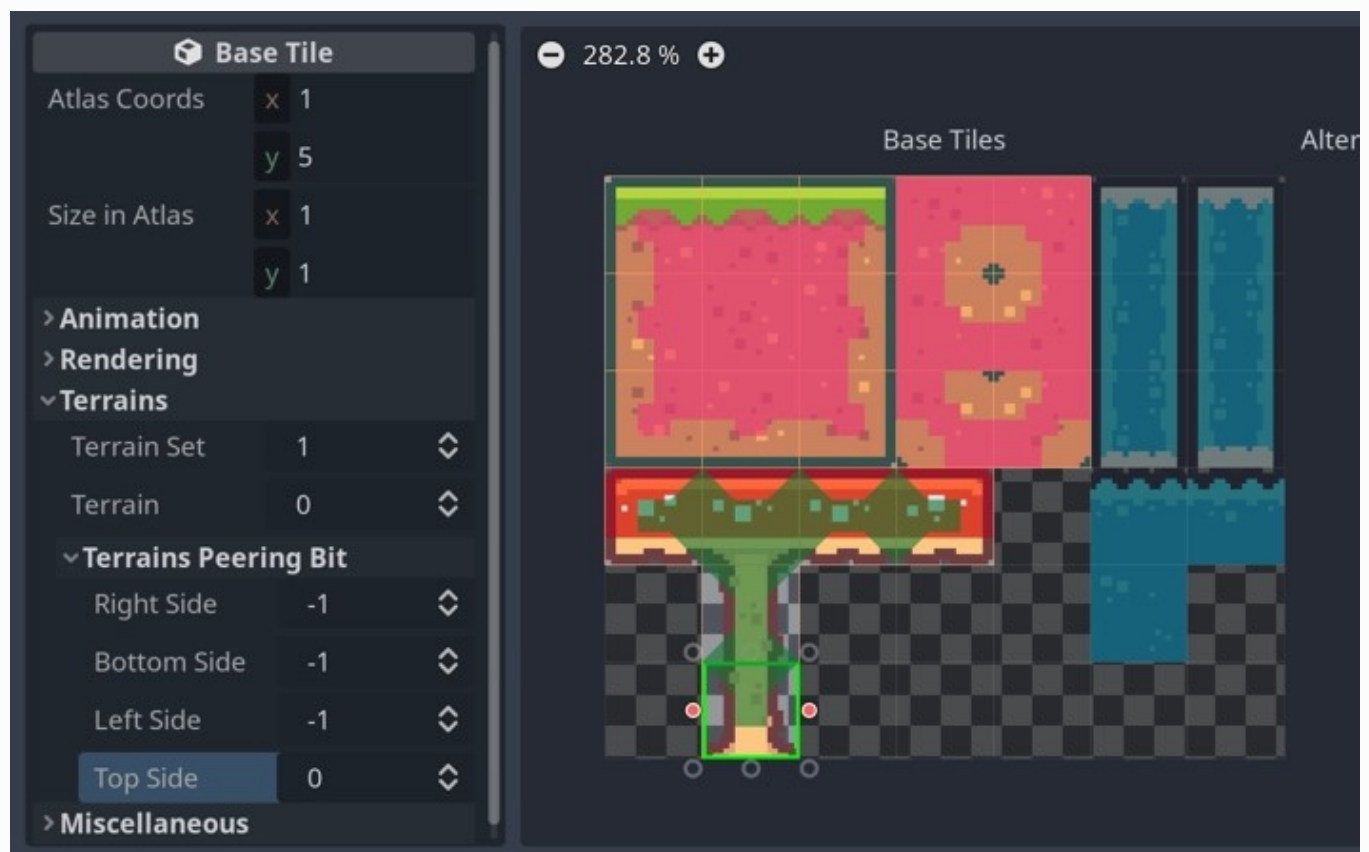 Base Tile
Atlas Coords x 1
y 5
Size in Atlas x 1
y 1
Animation
Rendering
Terrains
Terrain Set 1
Terrain 0
Terrains Peering Bit
Right Side -1
Bottom Side -1
Left Side -1
Top Side 0
Miscellaneous
282.8 %
Base Tiles
Alter